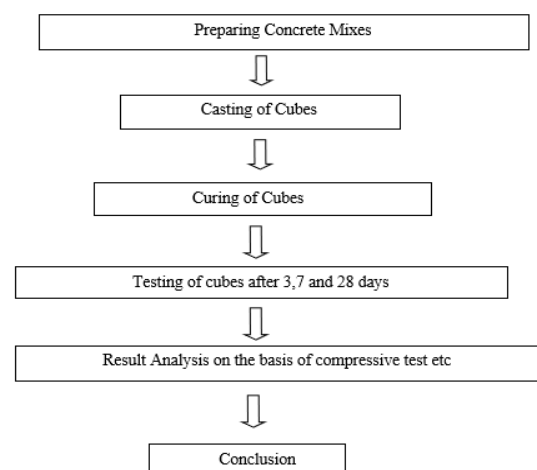 Preparing Concrete Mixes
Casting of Cubes
Curing of Cubes
Testing of cubes after 3,7 and 28 days
Result Analysis on the basis of compressive test etc
Conclusion